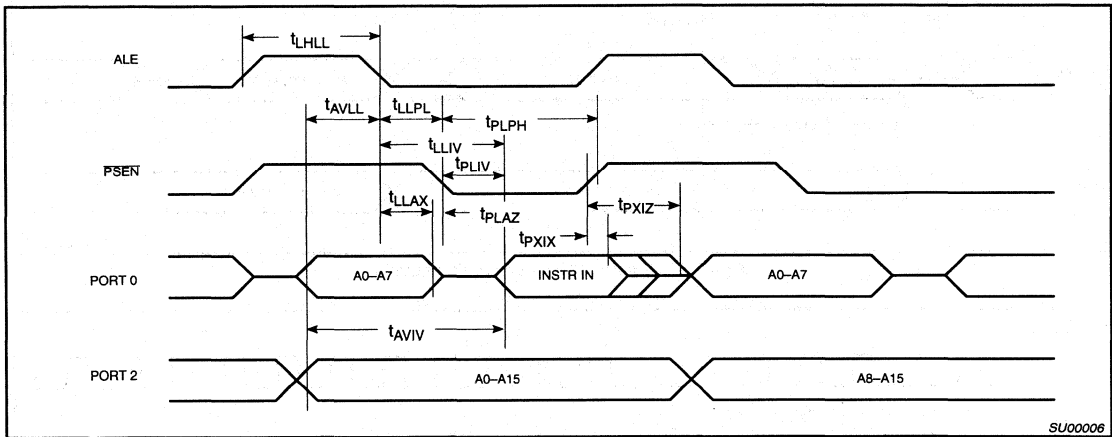 tLHLL
ALE
tAVLL
tLLPL
tPLPH
tLLIV
tPLIV
PSEN
tLLAX
tPLAZ
tPXIZ
tPXIX
PORT 0
A0–A7
INSTR IN
A0–A7
tAVIV
PORT 2
A0–A15
A8–A15
SU00006